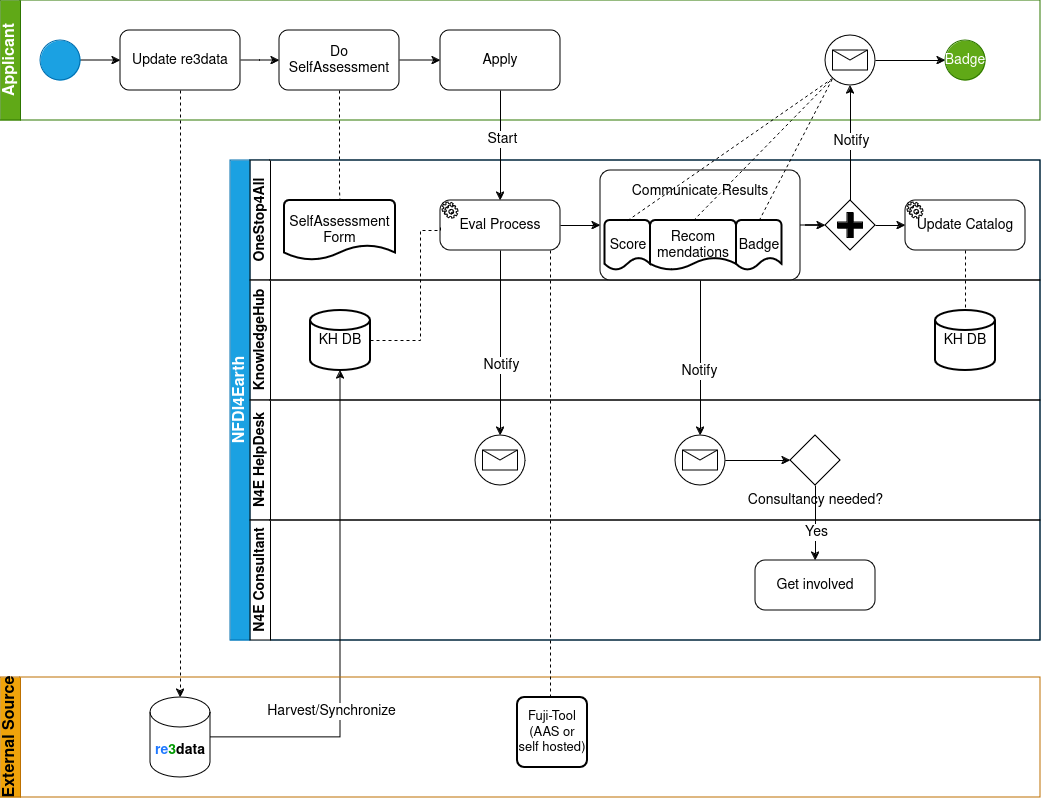 Applicant
Update re3data
Do
SelfAssessment
Apply
Badge
Start
Notify
NFDI4Earth
OneStop4All
SelfAssessment
Form
Eval Process
Communicate Results
Score
Recom
mendations
Badge
Update Catalog
KnowledgeHub
KH DB
KH DB
Notify
Notify
N4E HelpDesk
Consultancy needed?
Yes
N4E Consultant
Get involved
External Source
Harvest/Synchronize
re3data
Fuji-Tool
(AAS or
self hosted)